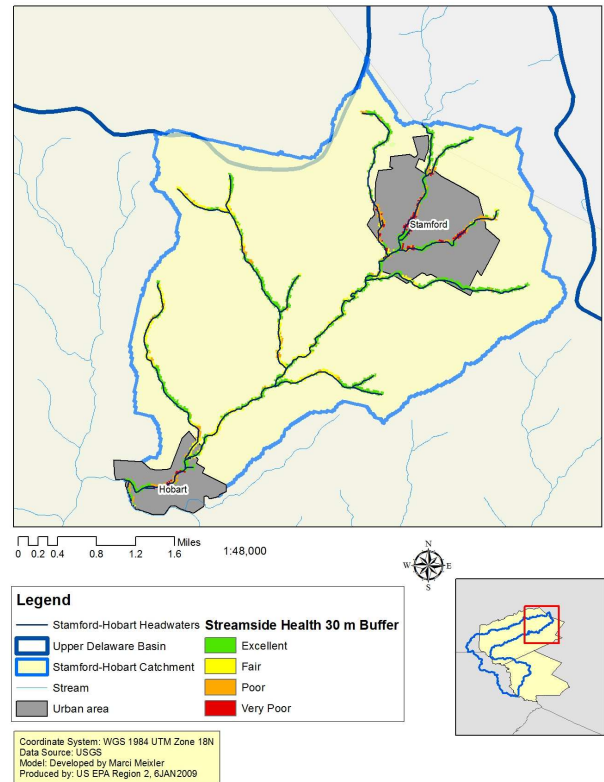 Stamford
Hobart
Miles
0 0.2 0.4 0.8 1.2 1.6
1:48,000
N
W E
S
Legend
Stamford-Hobart Headwaters
Upper Delaware Basin
Stamford-Hobart Catchment
Stream
Urban area
Streamside Health 30 m Buffer
Excellent
Fair
Poor
Very Poor
Coordinate System: WGS 1984 UTM Zone 18N
Data Source: USGS
Model: Developed by Marci Meixler
Produced by: US EPA Region 2, 6JAN2009